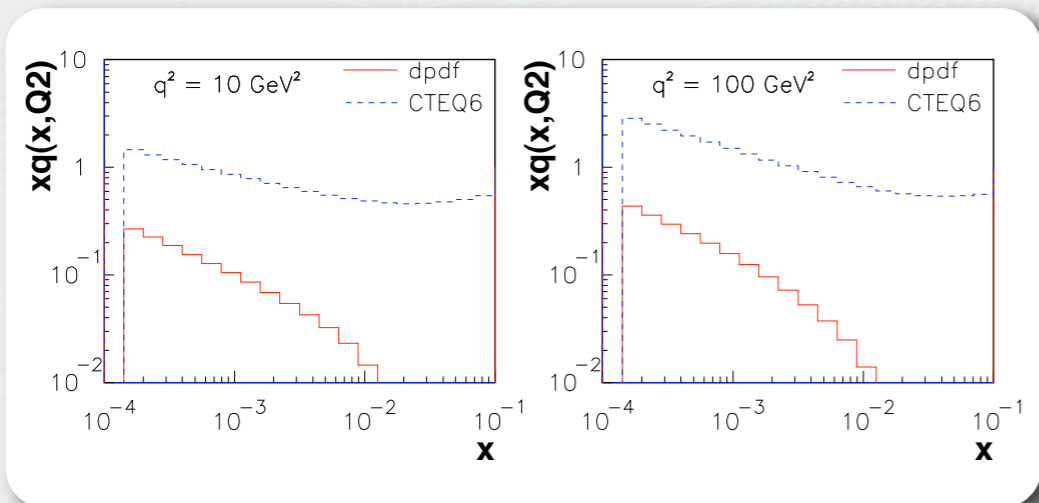 xq(x,Q2)
10
1
10⁻¹
10⁻²
q² = 10 GeV²
dpdf
CTEQ6
10⁻⁴
10⁻³
10⁻²
10⁻¹
x
xq(x,Q2)
10
1
10⁻¹
10⁻²
q² = 100 GeV²
dpdf
CTEQ6
10⁻⁴
10⁻³
10⁻²
10⁻¹
x